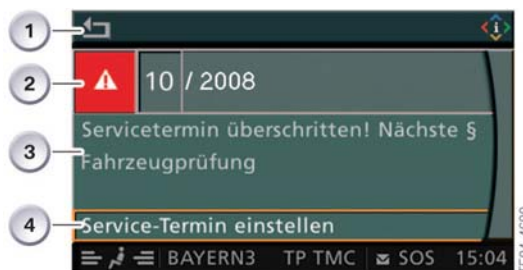 1
2
10 / 2008
3
Servicetermin überschritten! Nächste §
Fahrzeugprüfung
4
Service-Termin einstellen
BAYERN3 TP TMC SOS 15:04